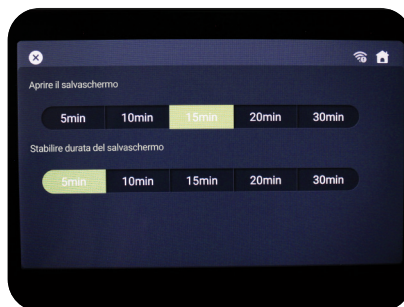 Aprire il salvaschermo
5min 10min 15min 20min 30min
Stabilire durata del salvaschermo
5min 10min 15min 20min 30min